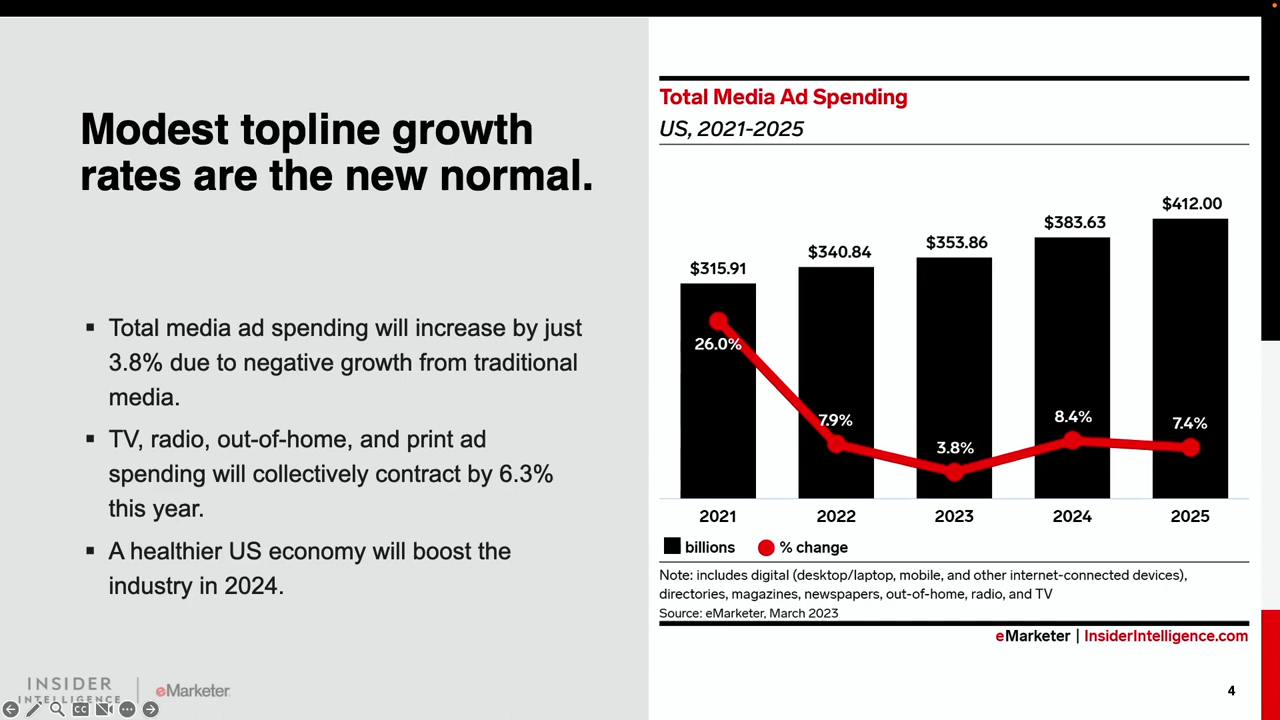 Modest topline growth
rates are the new normal.
▪ Total media ad spending will increase by just
3.8% due to negative growth from traditional
media.
▪ TV, radio, out-of-home, and print ad
spending will collectively contract by 6.3%
this year.
▪ A healthier US economy will boost the
industry in 2024.
INSIDER
INTELLIGENCE
eMarketer
CC
Total Media Ad Spending
US, 2021-2025
$315.91
$340.84
$353.86
$383.63
$412.00
26.0%
7.9%
3.8%
8.4%
7.4%
2021 2022 2023 2024 2025
billions % change
Note: includes digital (desktop/laptop, mobile, and other internet-connected devices),
directories, magazines, newspapers, out-of-home, radio, and TV
Source: eMarketer, March 2023
eMarketer | InsiderIntelligence.com
4